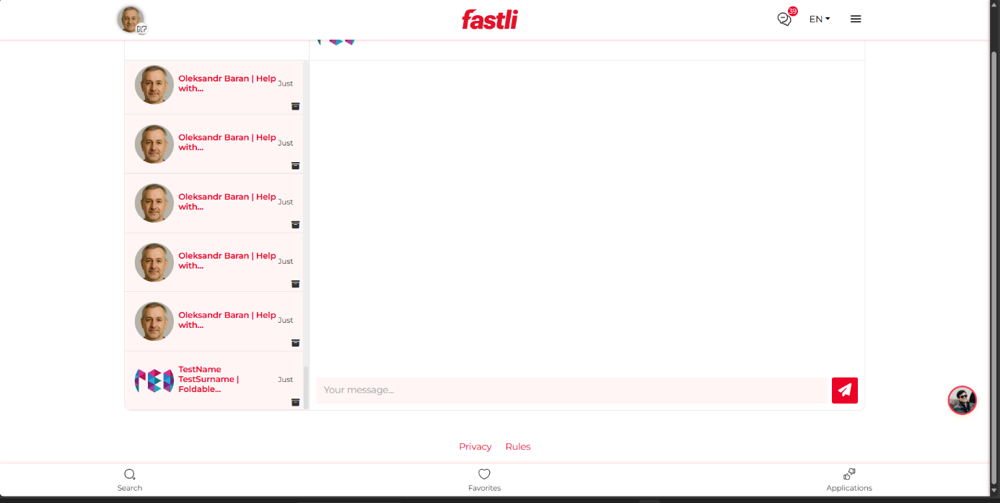 GL?
fastli
39
EN
Oleksandr Baran | Help
with...
Just
Oleksandr Baran | Help
with...
Just
Oleksandr Baran | Help
with...
Just
Oleksandr Baran | Help
with...
Just
Oleksandr Baran | Help
with...
Just
TestName
TestSurname |
Foldable...
Just
Your message...
Privacy
Rules
Search
Favorites
Applications